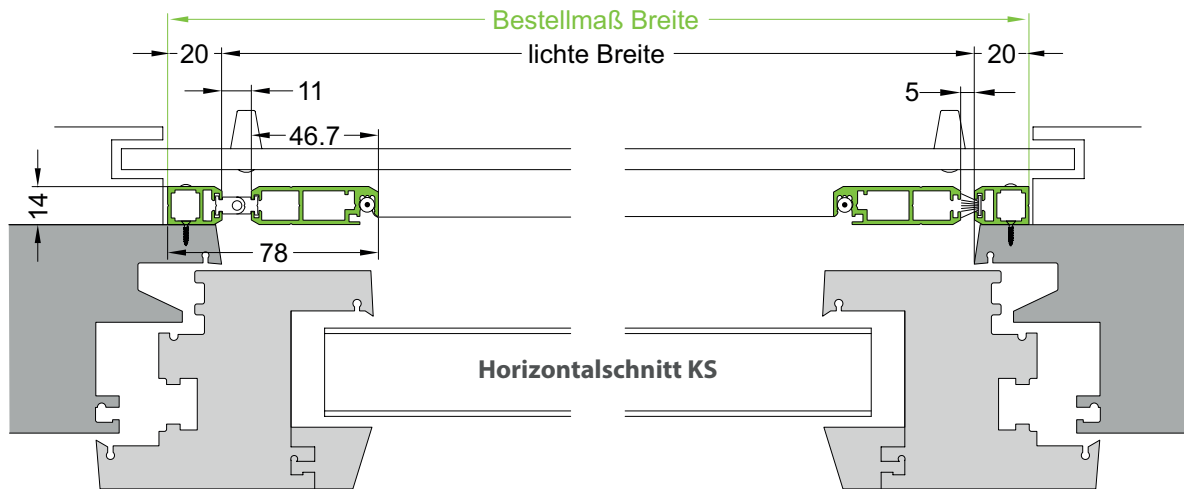 Bestellmaß Breite
20 lichte Breite 20
11 5
46.7
14
78
Horizontalschnitt KS